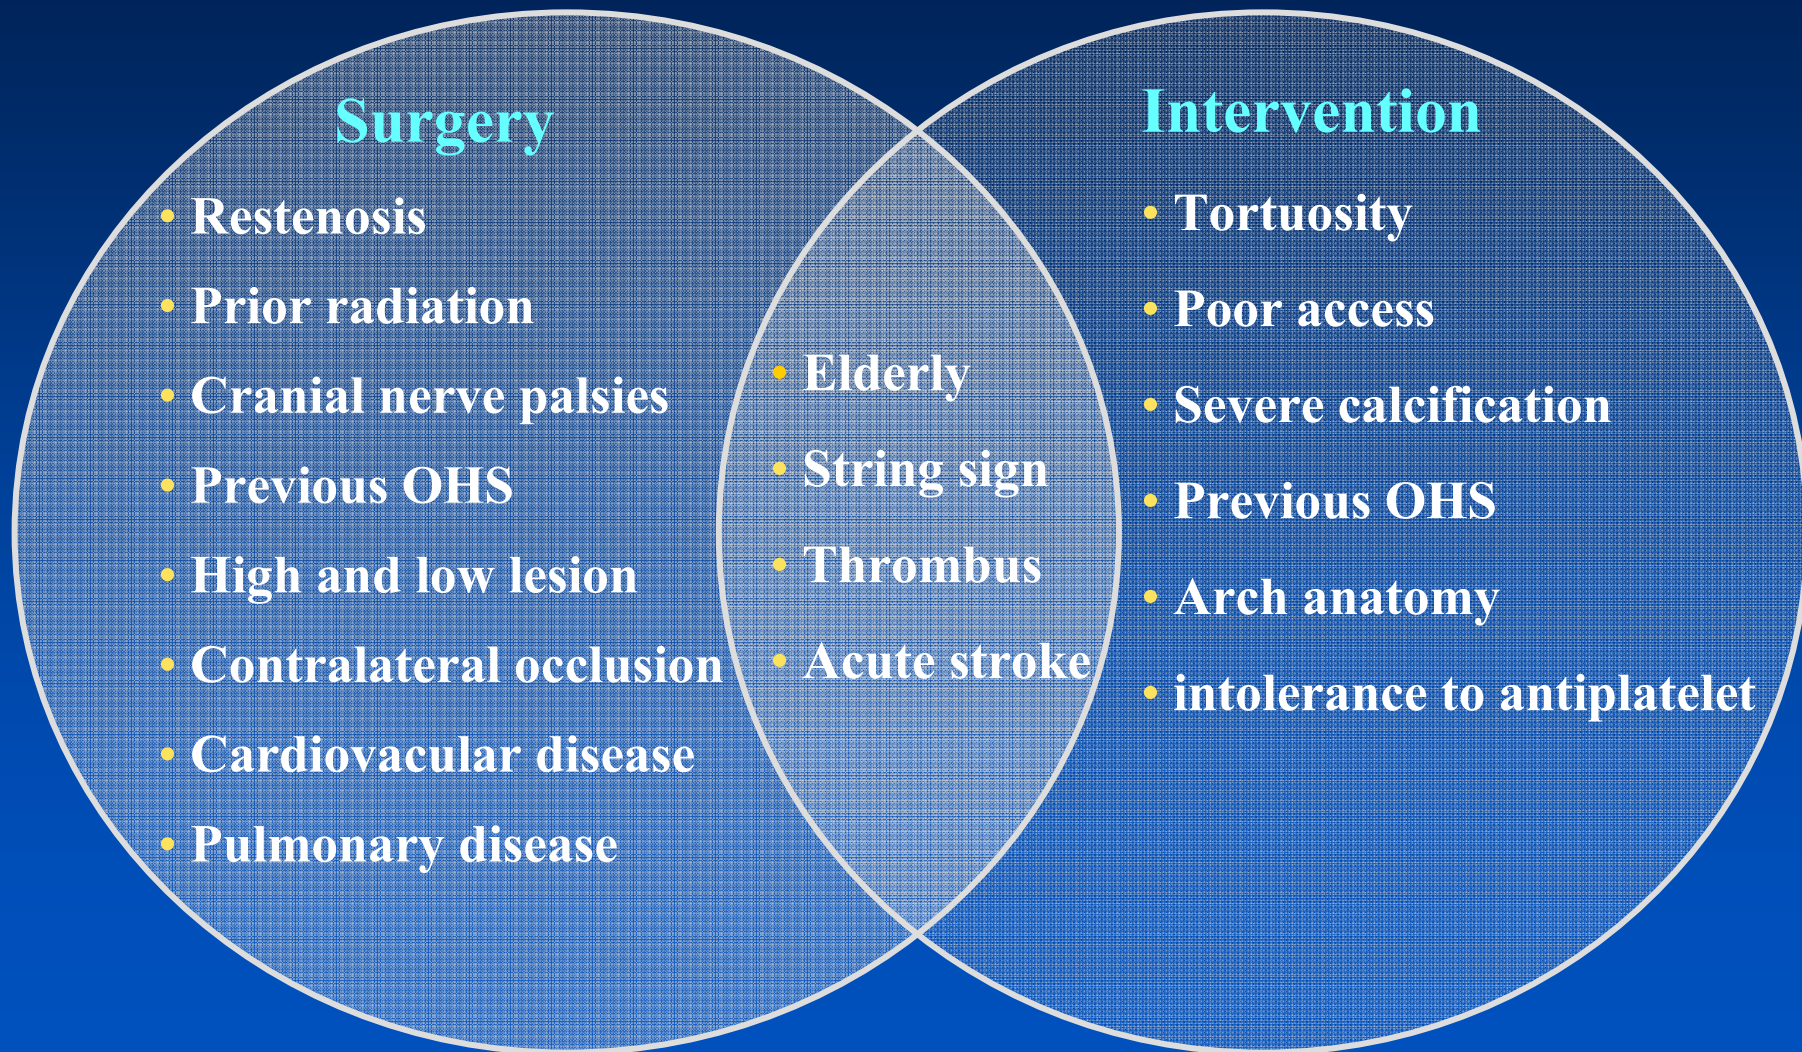 Surgery
• Restenosis
• Prior radiation
• Cranial nerve palsies
• Previous OHS
• High and low lesion
• Contralateral occlusion
• Cardiovacular disease
• Pulmonary disease
• Elderly
• String sign
• Thrombus
• Acute stroke
Intervention
• Tortuosity
• Poor access
• Severe calcification
• Previous OHS
• Arch anatomy
• intolerance to antiplatelet